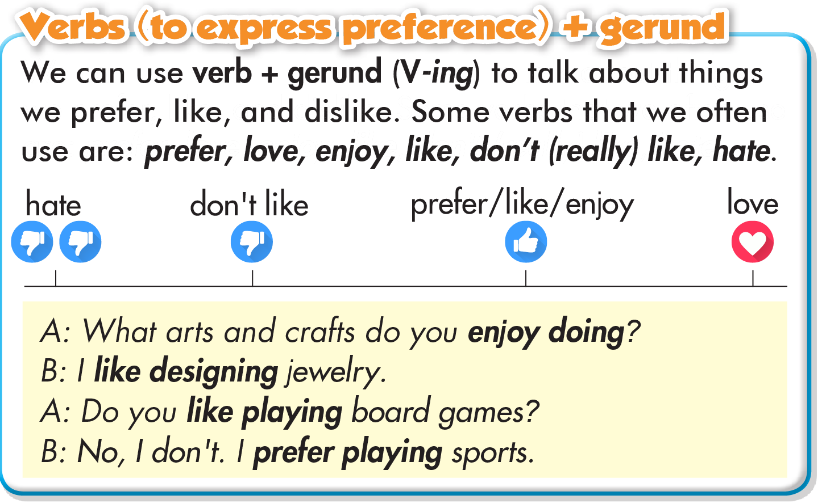 Verbs (to express preference) + gerund
We can use verb + gerund (V-ing) to talk about things
we prefer, like, and dislike. Some verbs that we often
use are: prefer, love, enjoy, like, don’t (really) like, hate.
hate don't like prefer/like/enjoy love
A: What arts and crafts do you enjoy doing?
B: I like designing jewelry.
A: Do you like playing board games?
B: No, I don't. I prefer playing sports.